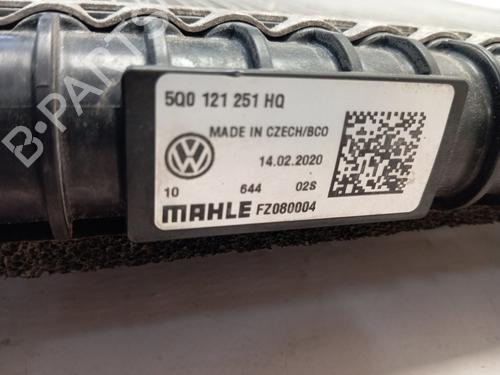 B-PARTS
5Q0 121 251 HQ
MADE IN CZECH/BCO
14.02.2020
10 644 02S
MAHLE FZ080004